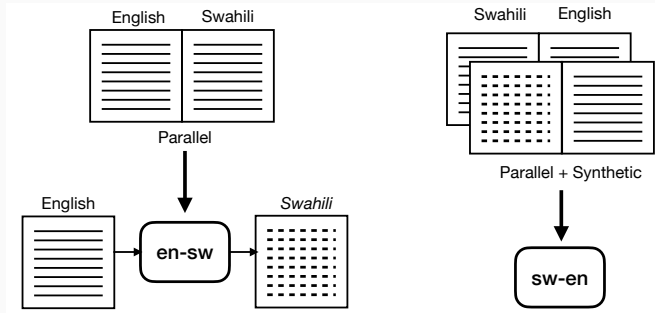 English Swahili
Parallel
English
Swahili
en-sw
Swahili English
Parallel + Synthetic
sw-en